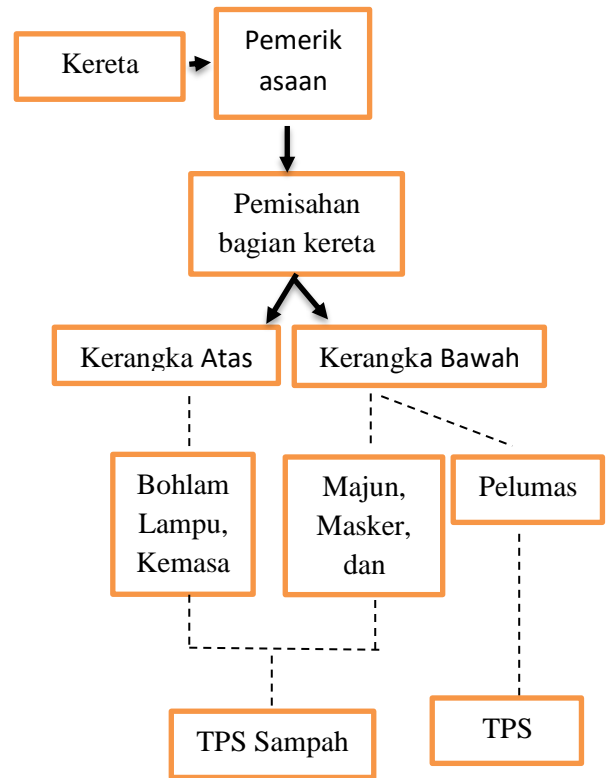 Kereta
Pemerik
asaan
Pemisahan
bagian kereta
Kerangka Atas
Kerangka Bawah
Bohlam
Lampu,
Kemasa
Majun,
Masker,
dan
Pelumas
TPS Sampah
TPS